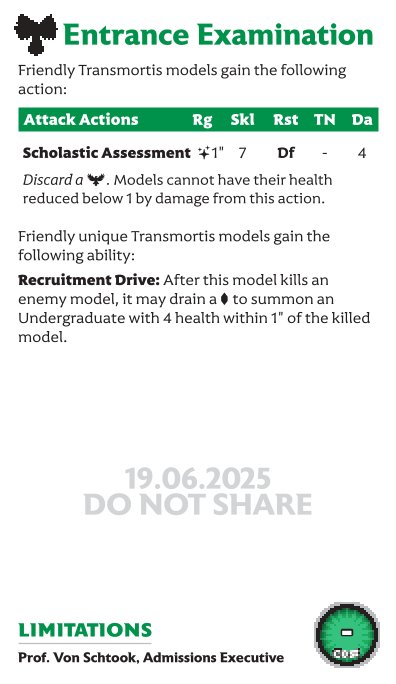 Entrance Examination
Friendly Transmortis models gain the following
action:
Attack Actions Rg Skl Rst TN Da
Scholastic Assessment 1" 7 Df - 4
Discard a . Models cannot have their health
reduced below 1 by damage from this action.
Friendly unique Transmortis models gain the
following ability:
Recruitment Drive: After this model kills an
enemy model, it may drain a to summon an
Undergraduate with 4 health within 1" of the killed
model.
19.06.2025
DO NOT SHARE
LIMITATIONS
Prof. Von Schtook, Admissions Executive